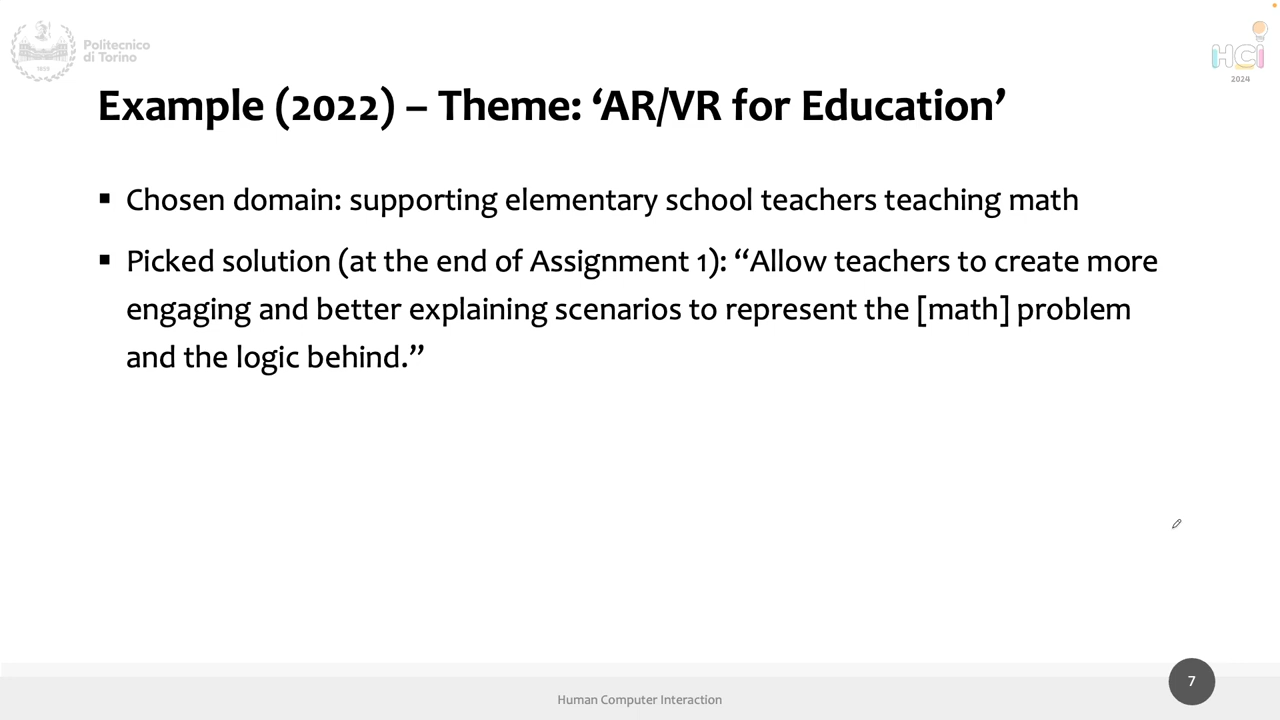 Politecnico
di Torino
1859
HCI
2024
Example (2022) – Theme: ‘AR/VR for Education’
▪ Chosen domain: supporting elementary school teachers teaching math
▪ Picked solution (at the end of Assignment 1): “Allow teachers to create more
engaging and better explaining scenarios to represent the [math] problem
and the logic behind.”
Human Computer Interaction
7